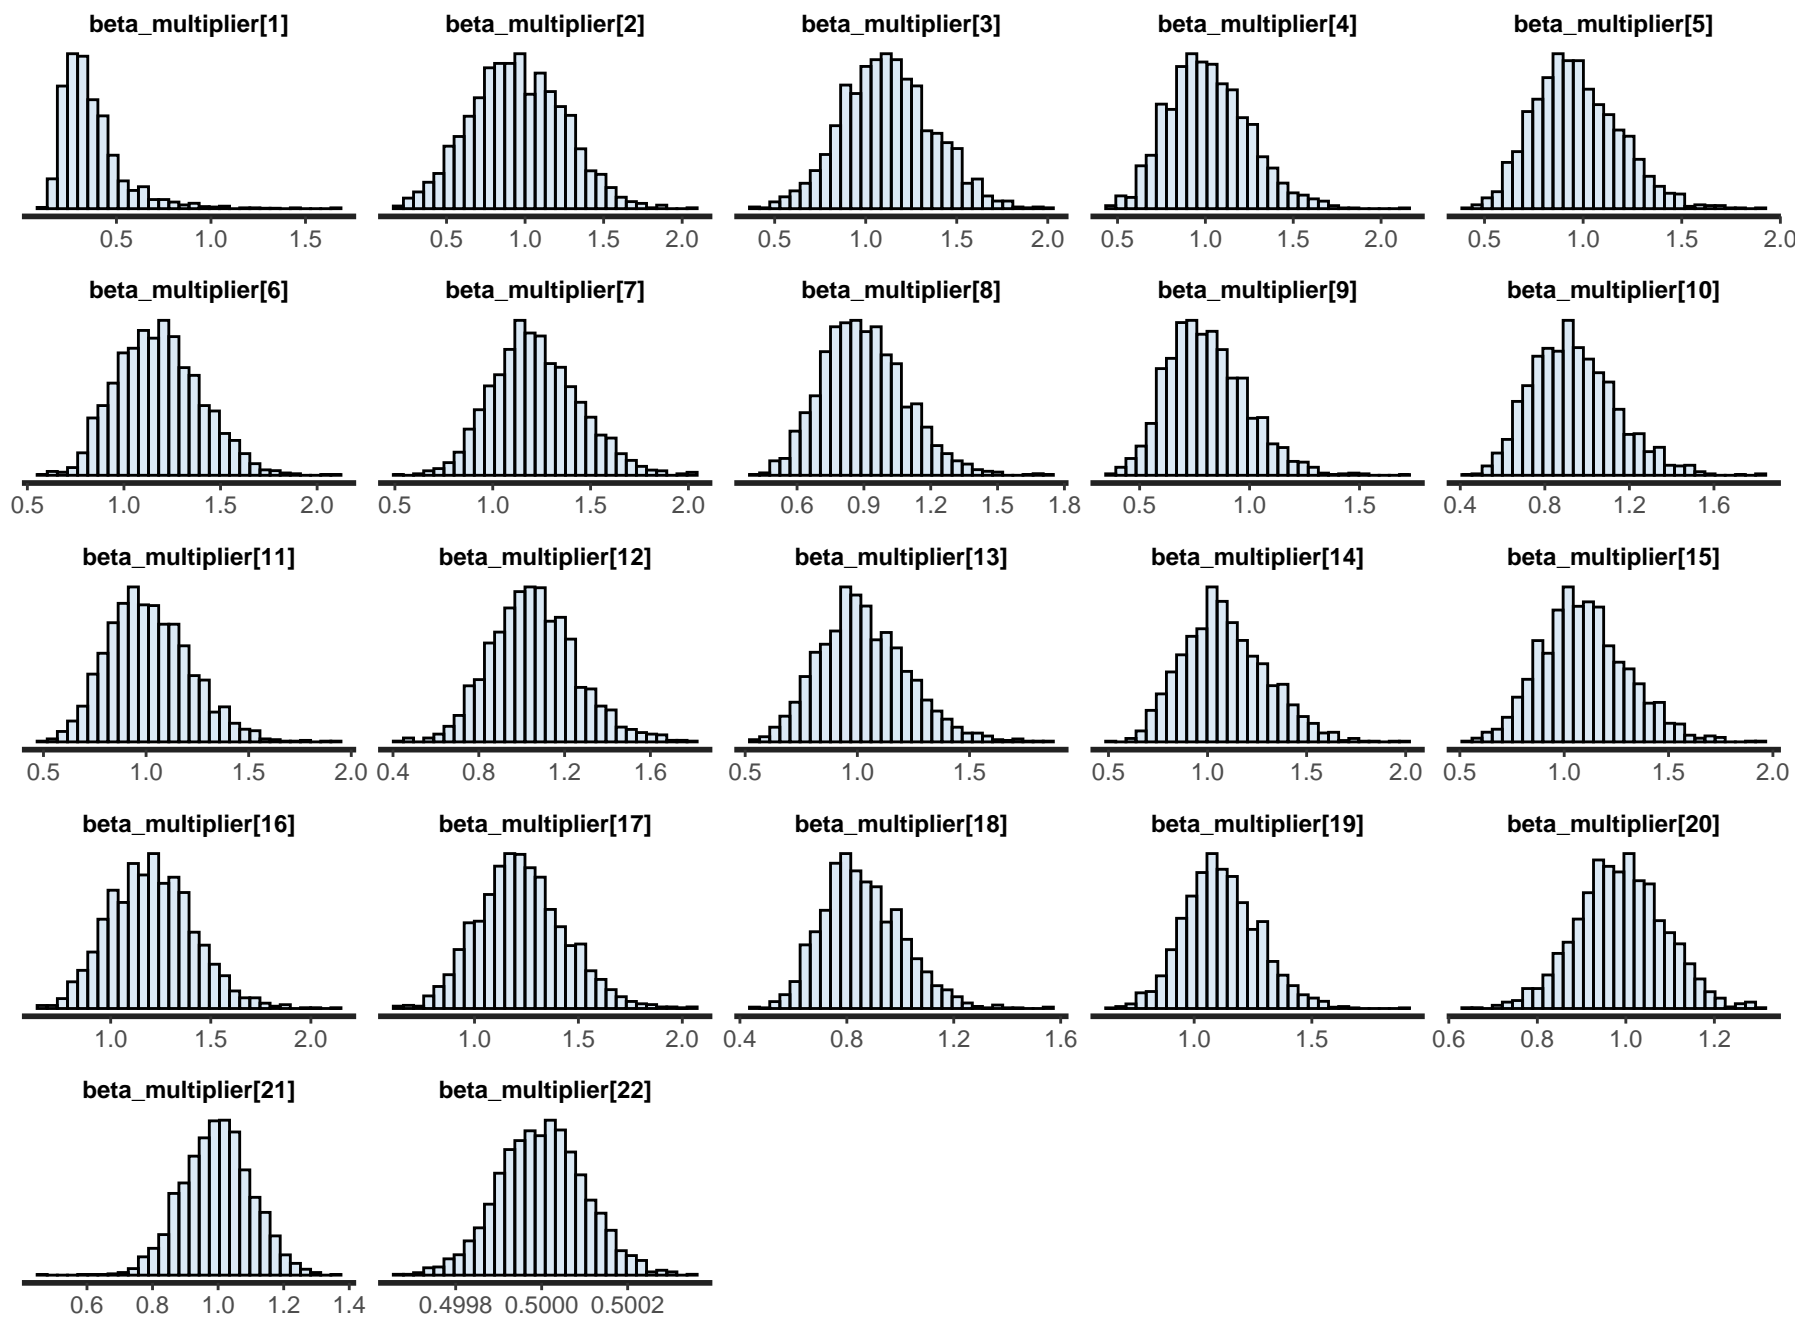 beta_multiplier[1] beta_multiplier[2] beta_multiplier[3] beta_multiplier[4] beta_multiplier[5]
0.5 1.0 1.5 0.5 1.0 1.5 2.0 0.5 1.0 1.5 2.0 0.5 1.0 1.5 2.0 0.5 1.0 1.5 2.0
beta_multiplier[6] beta_multiplier[7] beta_multiplier[8] beta_multiplier[9] beta_multiplier[10]
0.5 1.0 1.5 2.0 0.5 1.0 1.5 2.0 0.6 0.9 1.2 1.5 1.8 0.5 1.0 1.5 0.4 0.8 1.2 1.6
beta_multiplier[11] beta_multiplier[12] beta_multiplier[13] beta_multiplier[14] beta_multiplier[15]
0.5 1.0 1.5 2.0 0.4 0.8 1.2 1.6 0.5 1.0 1.5 0.5 1.0 1.5 2.0 0.5 1.0 1.5 2.0
beta_multiplier[16] beta_multiplier[17] beta_multiplier[18] beta_multiplier[19] beta_multiplier[20]
1.0 1.5 2.0 1.0 1.5 2.0 0.4 0.8 1.2 1.6 1.0 1.5 0.6 0.8 1.0 1.2
beta_multiplier[21] beta_multiplier[22]
0.6 0.8 1.0 1.2 1.4 0.4998 0.5000 0.5002